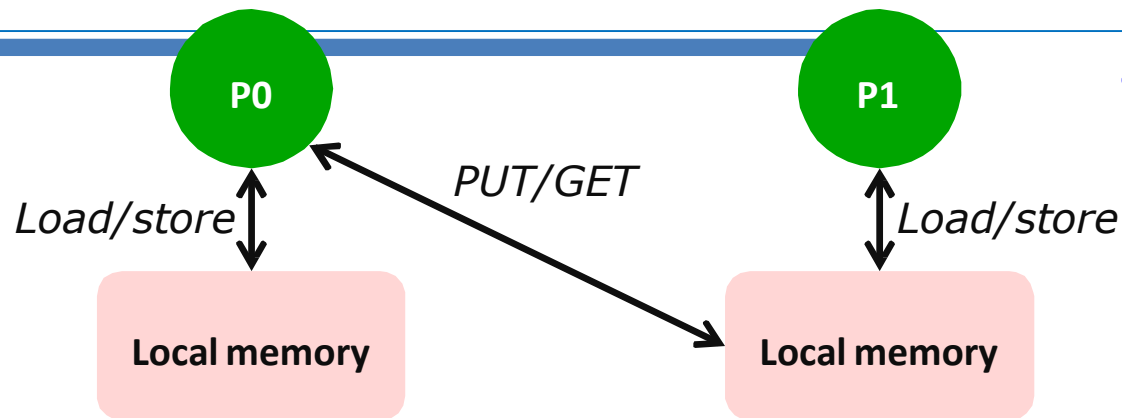 P0
P1
PUT/GET
Load/store
Load/store
Local memory
Local memory